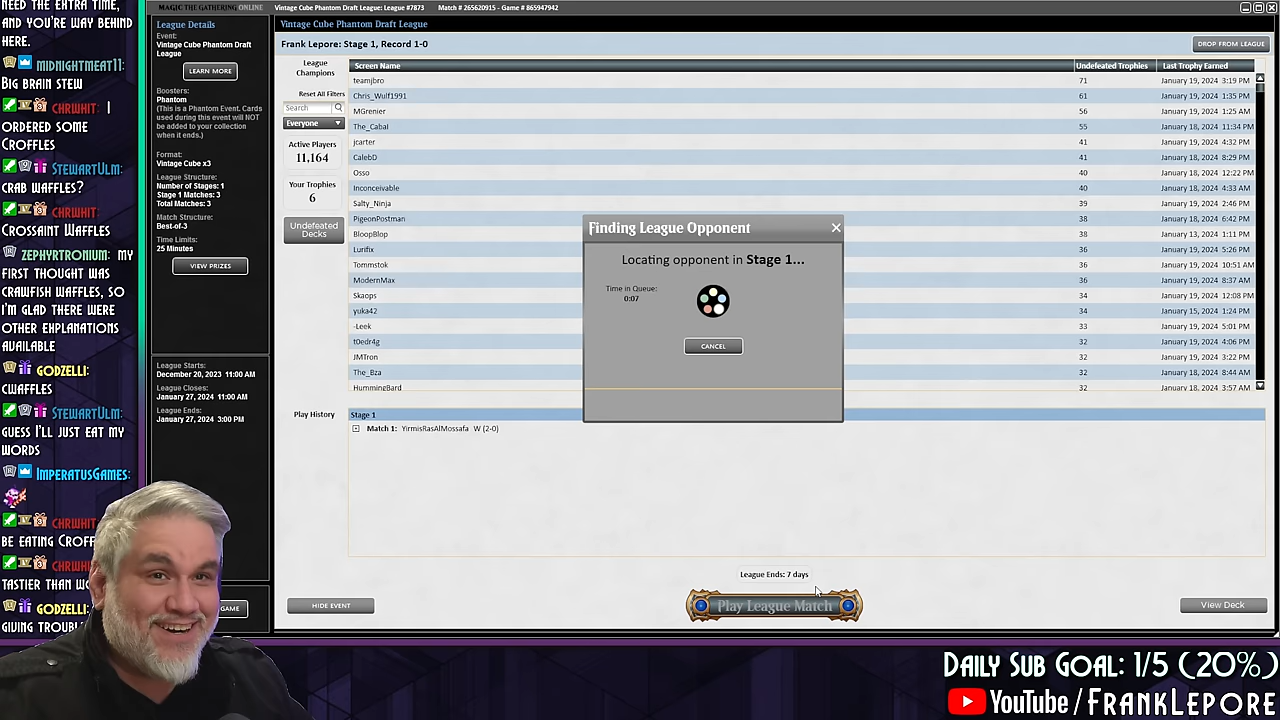 NEED THE EXTRA TIME,
AND YOU'RE WAY BEHIND
HERE.
MIDNIGHTMEAT11:
BIG BRAIN STEW
CHRWHIT: I
ORDERED SOME
CROFFLES
STEWARTULM:
CRAB WAFFLES?
CHRWHIT:
CROSSAINT WAFFLES
ZEPHYRTRONIUM: MY
FIRST THOUGHT WAS
CRAWFISH WAFFLES, SO
I'M GLAD THERE WERE
OTHER EXPLANATIONS
AVAILABLE
GODZELLI:
CWAFFLES
STEWARTULM:
GUESS I'LL JUST EAT MY
WORDS
IMPERATUSGAMES:
CHRWHIT:
BE EATING
CHRWHIT:
TASTIER THAN
GODZELLI:
GIVING
MAGIC THE GATHERING ONLINE
Vintage Cube Phantom Draft League: League #7873 Match # 265620915 - Game # 865947942
League Details
Event:
Vintage Cube Phantom Draft
League
LEARN MORE
Boosters:
Phantom
(This is a Phantom Event. Cards
used during this event will NOT
be added to your collection
when it ends.)
Format:
Vintage Cube x3
League Structure:
Number of Stages: 1
Stage 1 Matches: 3
Total Matches: 3
Match Structure:
Best-of-3
Time Limits:
25 Minutes
VIEW PRIZES
League Starts:
December 20, 2023 11:00 AM
League Closes:
January 27, 2024 11:00 AM
League Ends:
January 27, 2024 3:00 PM
GAME
Vintage Cube Phantom Draft League
Frank Lepore: Stage 1, Record 1-0
DROP FROM LEAGUE
League
Champions
Reset All Filters
Search
Everyone
Active Players
11,164
Your Trophies
6
Undefeated
Decks
Screen Name Undefeated Trophies Last Trophy Earned
teamjbro 71 January 19, 2024 3:19 PM
Chris_Wulf1991 61 January 19, 2024 1:35 PM
MGrenier 56 January 19, 2024 1:25 AM
The_Cabal 55 January 18, 2024 11:34 PM
jcarter 41 January 19, 2024 4:32 PM
CalebD 41 January 18, 2024 8:29 PM
Osso 40 January 18, 2024 12:22 PM
Inconceivable 40 January 19, 2024 4:33 AM
Salty_Ninja 39 January 19, 2024 2:46 PM
PigeonPostman 38 January 18, 2024 6:42 PM
BloopBlop 38 January 13, 2024 1:11 PM
Lurifix 36 January 19, 2024 5:26 PM
Tommstok 36 January 19, 2024 10:51 AM
ModernMax 36 January 19, 2024 8:37 AM
Skaops 34 January 19, 2024 12:08 PM
yuka42 34 January 15, 2024 1:24 PM
-Leek 33 January 19, 2024 5:01 PM
t0edr4g 32 January 19, 2024 4:06 PM
JMTron 32 January 19, 2024 3:22 PM
The_Bza 32 January 18, 2024 8:44 AM
HummingBard 32 January 18, 2024 3:57 AM
Finding League Opponent
Locating opponent in Stage 1...
Time in Queue:
0:07
CANCEL
Play History
Stage 1
Match 1: YirmisRasAlMossafa W (2-0)
League Ends: 7 days
HIDE EVENT
Play League Match
View Deck
DAILY SUB GOAL: 1/5 (20%)
YOUTUBE/FRANKLEPORE